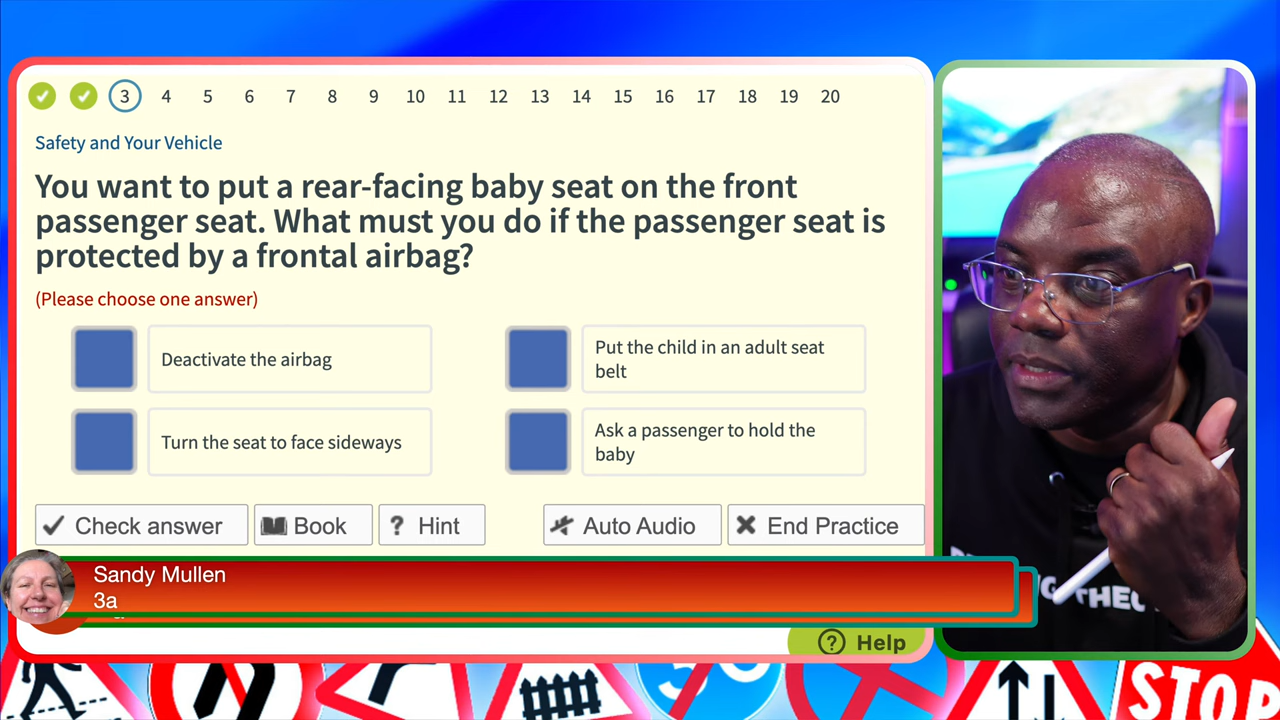 3 4 5 6 7 8 9 10 11 12 13 14 15 16 17 18 19 20
Safety and Your Vehicle
You want to put a rear-facing baby seat on the front
passenger seat. What must you do if the passenger seat is
protected by a frontal airbag?
(Please choose one answer)
Deactivate the airbag
Put the child in an adult seat
belt
Turn the seat to face sideways
Ask a passenger to hold the
baby
Check answer
Book
? Hint
Auto Audio
End Practice
Sandy Mullen
3a
? Help
THEO
STOP